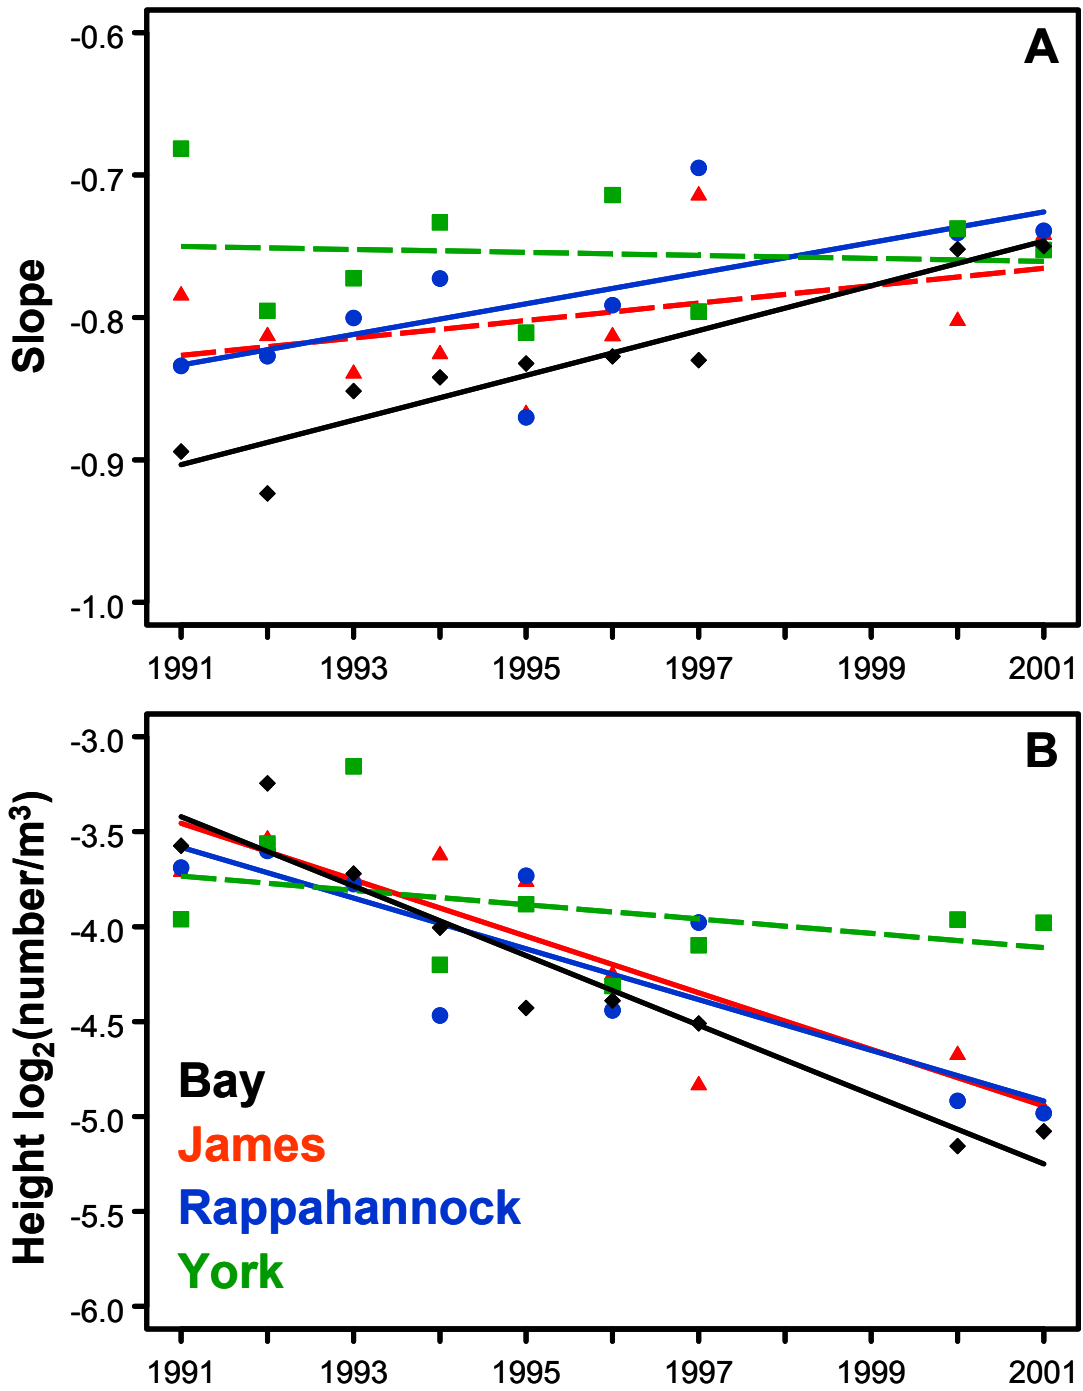 A
Slope
-0.6
-0.7
-0.8
-0.9
-1.0
1991 1993 1995 1997 1999 2001
B
Height log₂(number/m³)
-3.0
-3.5
-4.0
-4.5
-5.0
-5.5
-6.0
Bay
James
Rappahannock
York
1991 1993 1995 1997 1999 2001